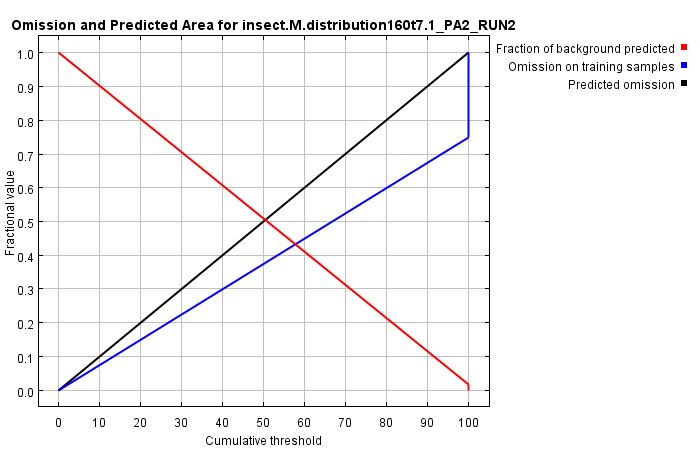 Omission and Predicted Area for insect.M.distribution160t7.1_PA2_RUN2
Fraction of background predicted
Omission on training samples
Predicted omission
Fractional value
1.0
0.9
0.8
0.7
0.6
0.5
0.4
0.3
0.2
0.1
0.0
0 10 20 30 40 50 60 70 80 90 100
Cumulative threshold